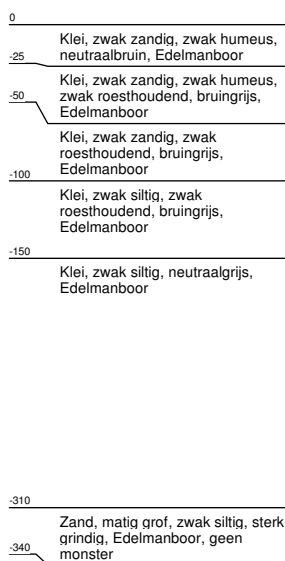 0
Klei, zwak zandig, zwak humeus,
neutraalbruin, Edelmanboor
-25
Klei, zwak zandig, zwak humeus,
zwak roesthoudend, bruingrijs,
Edelmanboor
-50
Klei, zwak zandig, zwak
roesthoudend, bruingrijs,
Edelmanboor
-100
Klei, zwak siltig, zwak
roesthoudend, bruingrijs,
Edelmanboor
-150
Klei, zwak siltig, neutraalgrijs,
Edelmanboor
-310
Zand, matig grof, zwak siltig, sterk
grindig, Edelmanboor, geen
monster
-340